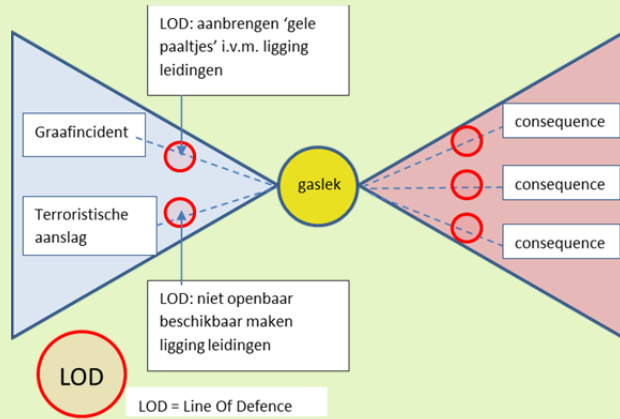 LOD: aanbrengen ‘gele
paaltjes’ i.v.m. ligging
leidingen
Graafincident
Terroristische
aanslag
gaslek
consequence
consequence
consequence
LOD: niet openbaar
beschikbaar maken
ligging leidingen
LOD
LOD = Line Of Defence